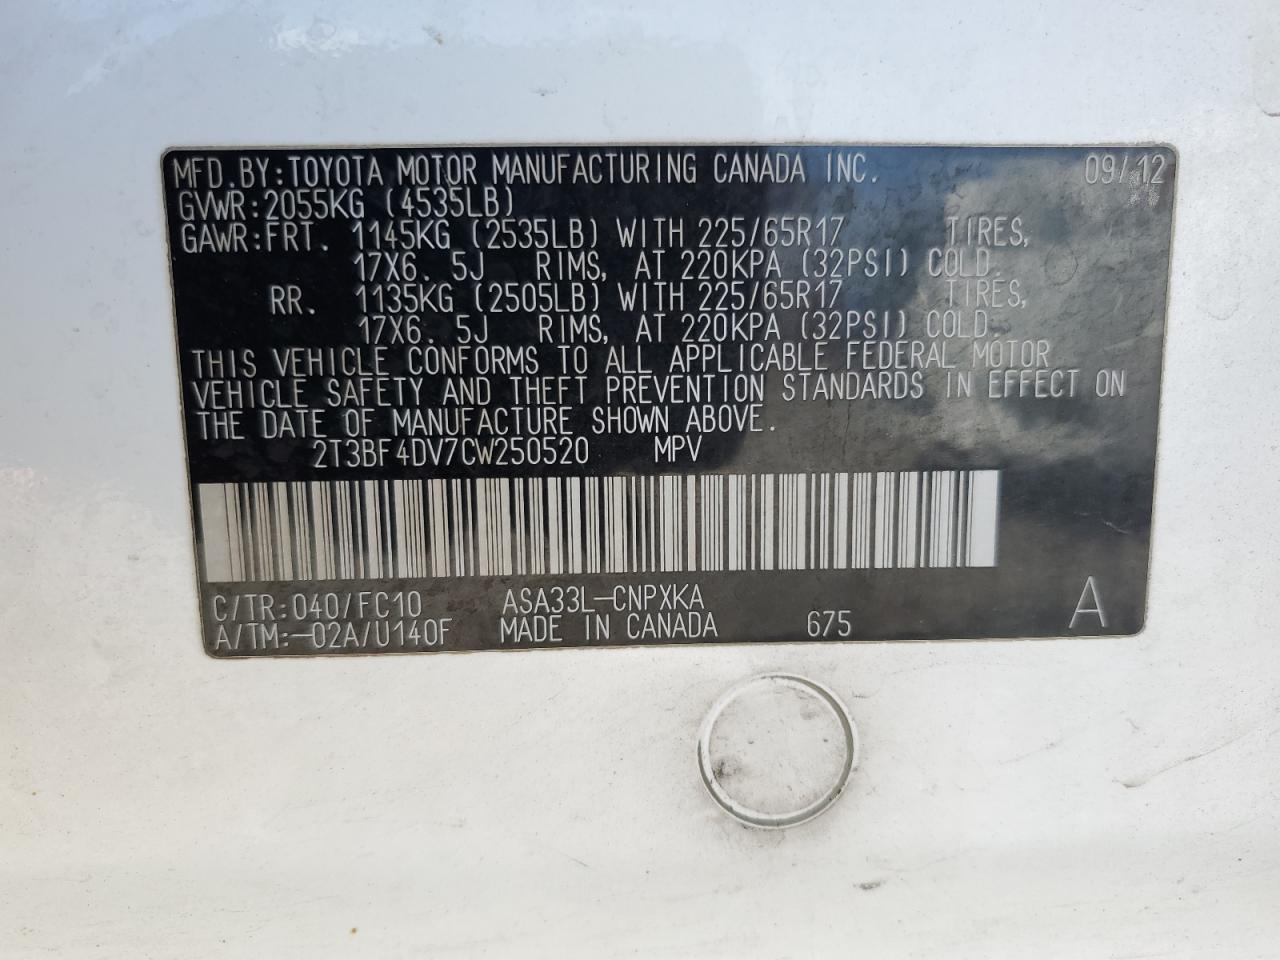 MFD.BY:TOYOTA MOTOR MANUFACTURING CANADA INC. 09/12
GVWR:2055KG (4535LB)
GAWR:FRT. 1145KG (2535LB) WITH 225/65R17 TIRES,
17X6. 5J RIMS, AT 220KPA (32PSI) COLD.
RR. 1135KG (2505LB) WITH 225/65R17 TIRES,
17X6. 5J RIMS, AT 220KPA (32PSI) COLD.
THIS VEHICLE CONFORMS TO ALL APPLICABLE FEDERAL MOTOR
VEHICLE SAFETY AND THEFT PREVENTION STANDARDS IN EFFECT ON
THE DATE OF MANUFACTURE SHOWN ABOVE.
2T3BF4DV7CW250520 MPV
C/TR:040/FC10 ASA33L-CNPXKA
A/TM:-02A/U140F MADE IN CANADA 675 A